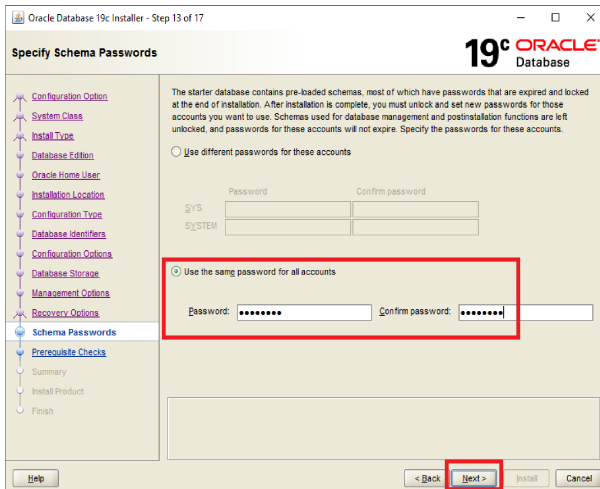 Oracle Database 19c Installer - Step 13 of 17
Specify Schema Passwords
19c ORACLE
Database
Configuration Option
System Class
Install Type
Database Edition
Oracle Home User
Installation Location
Configuration Type
Database Identifiers
Configuration Options
Database Storage
Management Options
Recovery Options
Schema Passwords
Prerequisite Checks
Summary
Install Product
Finish
The starter database contains pre-loaded schemas, most of which have passwords that are expired and locked
at the end of installation. After installation is complete, you must unlock and set new passwords for those
accounts you want to use. Schemas used for database management and postinstallation functions are left
unlocked, and passwords for these accounts will not expire. Specify the passwords for these accounts.
Use different passwords for these accounts
Password Confirm password
SYS
SYSTEM
Use the same password for all accounts
Password: ●●●●●●●● Confirm password: ●●●●●●●●
Help < Back Next > Install Cancel